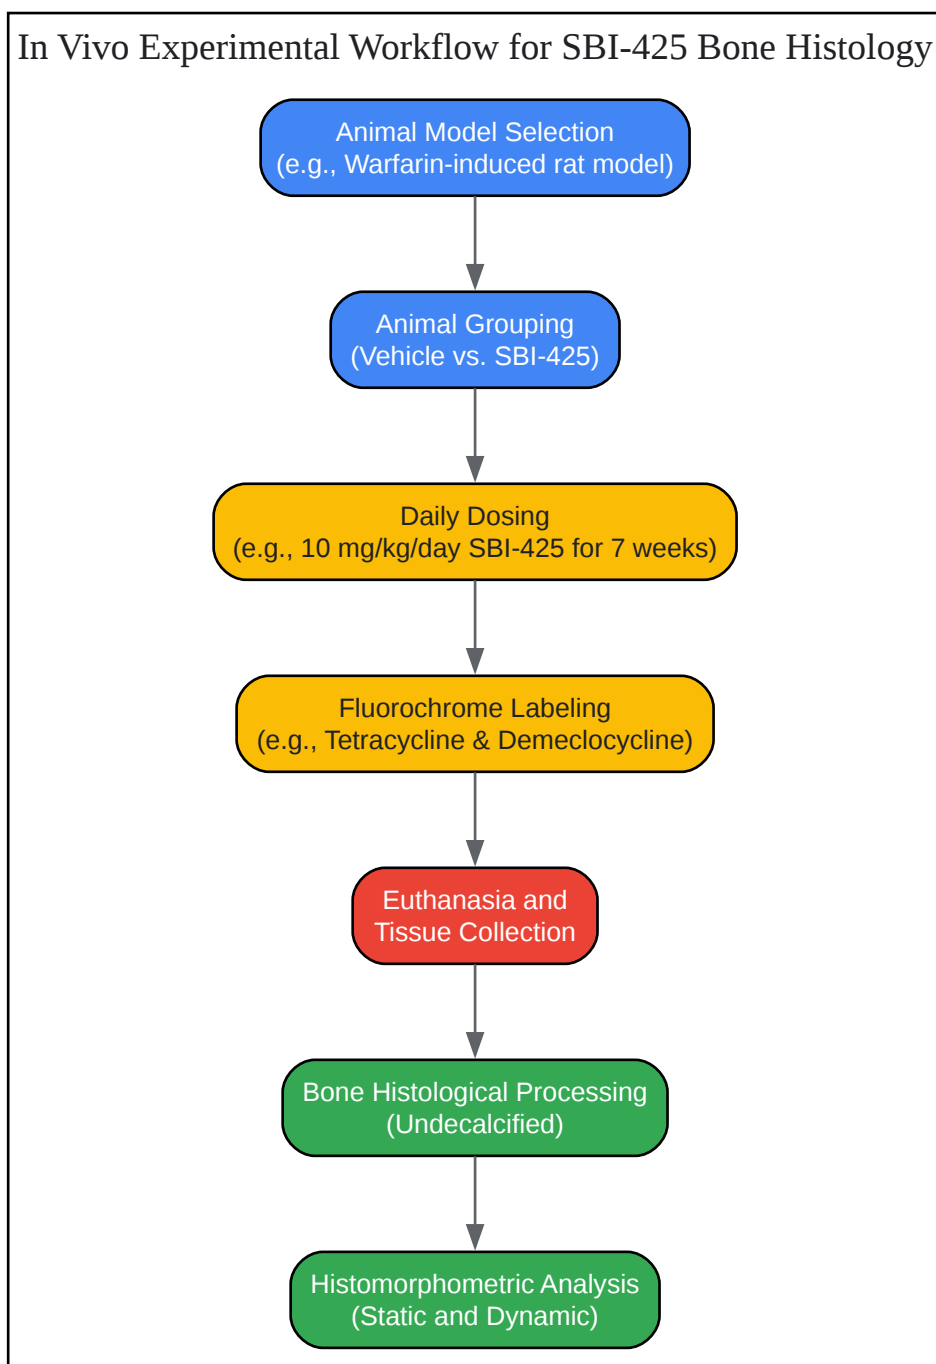 In Vivo Experimental Workflow for SBI-425 Bone Histology
Animal Model Selection
(e.g., Warfarin-induced rat model)
Animal Grouping
(Vehicle vs. SBI-425)
Daily Dosing
(e.g., 10 mg/kg/day SBI-425 for 7 weeks)
Fluorochrome Labeling
(e.g., Tetracycline & Demeclocycline)
Euthanasia and
Tissue Collection
Bone Histological Processing
(Undecalcified)
Histomorphometric Analysis
(Static and Dynamic)